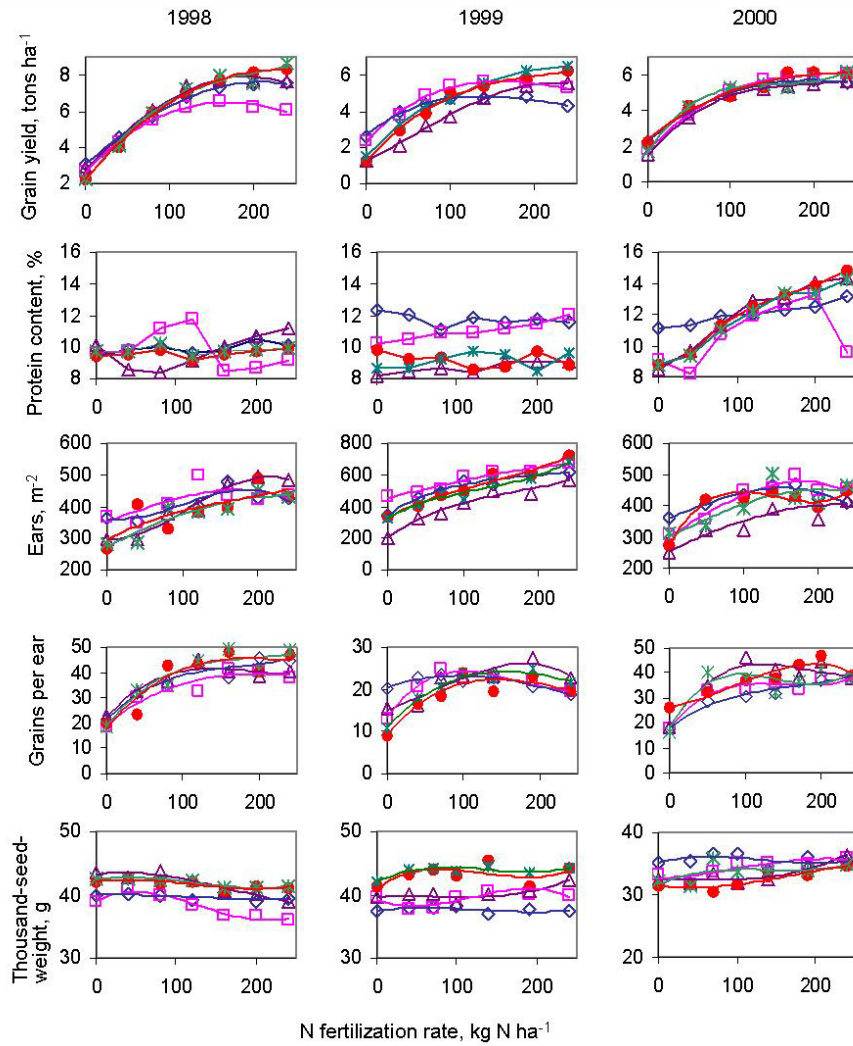 1998 1999 2000
Grain yield, tons ha⁻¹
8
6
4
2
0 100 200
6
4
2
0
0 100 200
6
4
2
0
0 100 200
Protein content, %
16
14
12
10
8
0 100 200
16
14
12
10
8
0 100 200
16
14
12
10
8
0 100 200
Ears, m⁻²
600
500
400
300
200
0 100 200
800
600
400
200
0
0 100 200
600
500
400
300
200
0 100 200
Grains per ear
50
40
30
20
10
0
0 100 200
30
20
10
0
0 100 200
50
40
30
20
10
0
0 100 200
Thousand-seed-
weight, g
50
40
30
0 100 200
50
40
30
0 100 200
40
30
20
0 100 200
N fertilization rate, kg N ha⁻¹